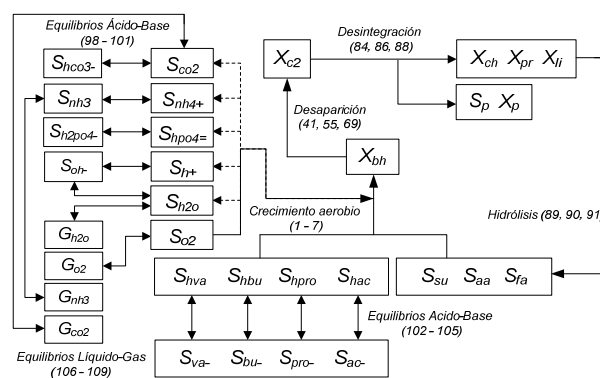 Equilibrios Ácido-Base
(98 – 101)
Shco3-
Sco2
Snh3
Snh4+
Sh2po4-
Shpo4=
Soh-
Sh+
Sh2o
Gh2o
So2
Go2
Gnh3
Gco2
Equilibrios Líquido-Gas
(106 – 109)
Desintegración
(84, 86, 88)
Xc2
Xch Xpr Xli
Sp Xp
Desaparición
(41, 55, 69)
Xbh
Crecimiento aerobio
(1 – 7)
Hidrólisis (89, 90, 91)
Shva Shbu Shpro Shac
Ssu Saa Sfa
Equilibrios Acido-Base
(102 – 105)
Sva- Sbu- Spro- Sac-